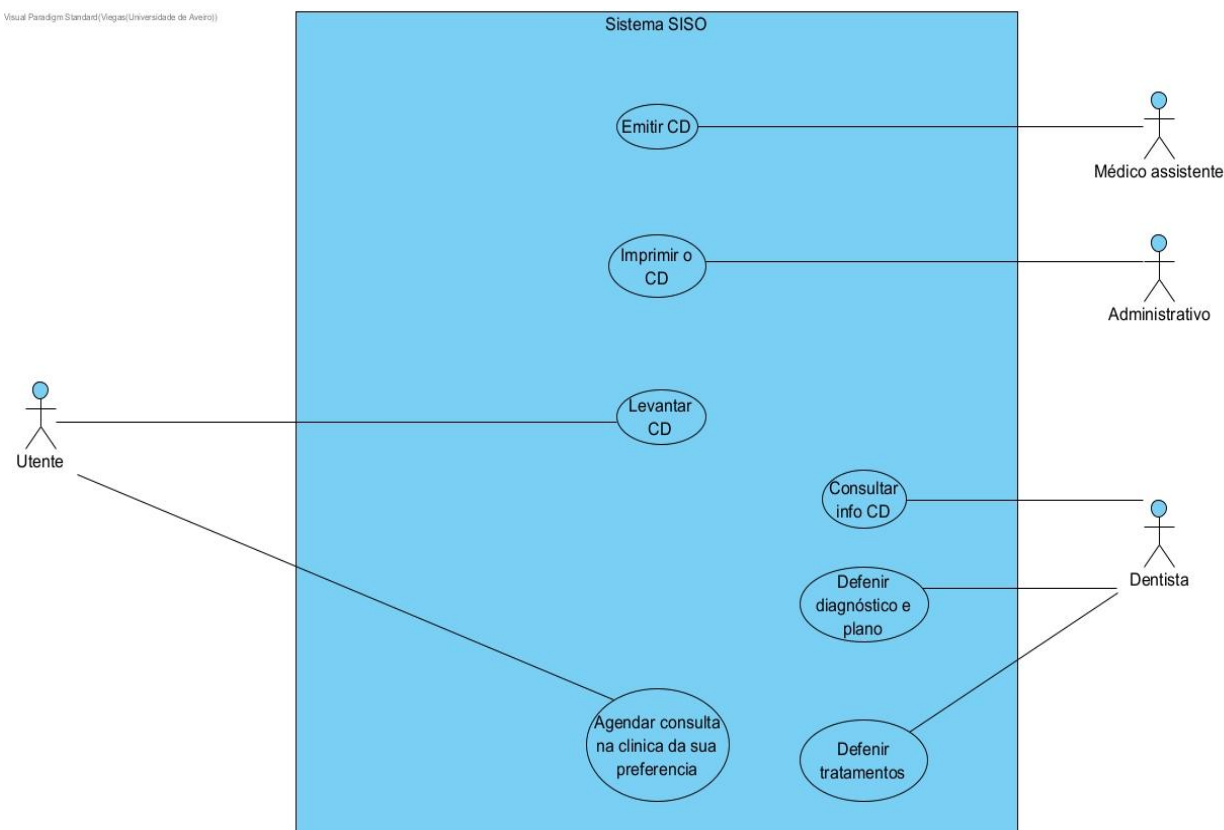 Visual Paradigm Standard(Viegas(Universidade de Aveiro))
Sistema SISO
Emitir CD
Médico assistente
Imprimir o
CD
Administrativo
Levantar
CD
Utente
Consultar
info CD
Dentista
Defenir
diagnóstico e
plano
Agendar consulta
na clinica da sua
preferencia
Defenir
tratamentos